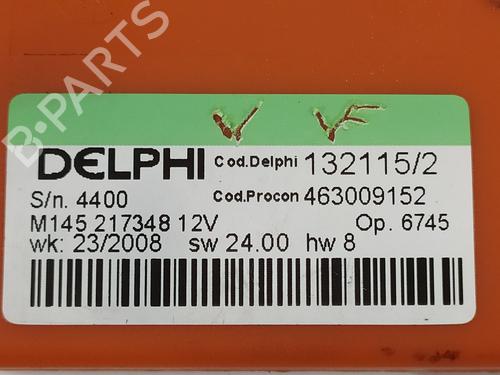 B-PARTS
V VF
DELPHI Cod.Delphi 132115/2
S/n. 4400 Cod.Procon 463009152
M145 217348 12V Op. 6745
wk: 23/2008 sw 24.00 hw 8